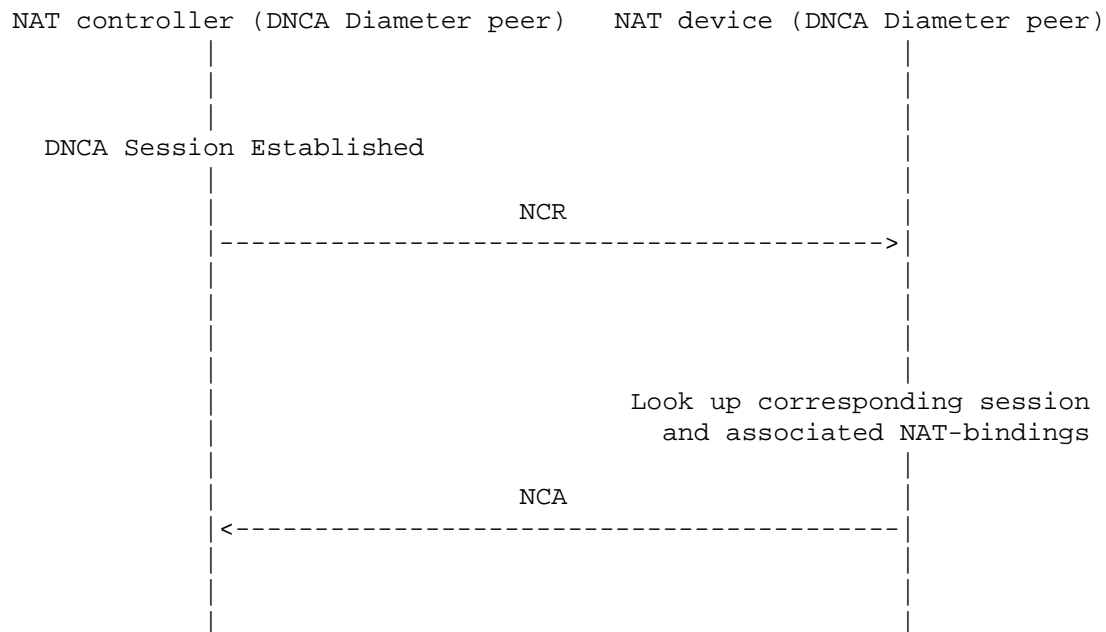 NAT controller (DNCA Diameter peer)   NAT device (DNCA Diameter peer)
DNCA Session Established
NCR
Look up corresponding session
and associated NAT-bindings
NCA